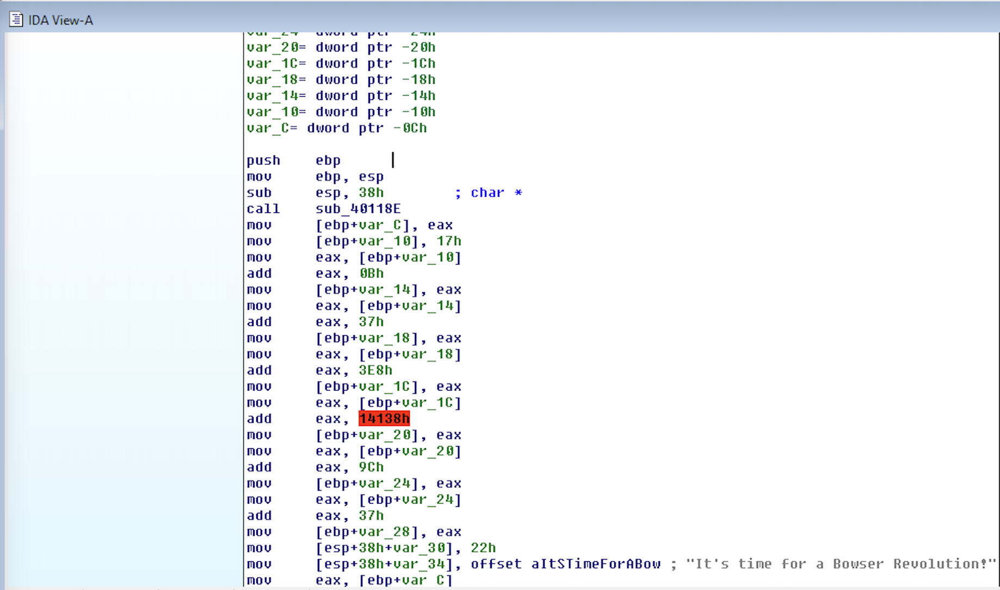 IDA View-A
var_24= dword ptr -24h
var_20= dword ptr -20h
var_1C= dword ptr -1Ch
var_18= dword ptr -18h
var_14= dword ptr -14h
var_10= dword ptr -10h
var_C= dword ptr -0Ch
push ebp
mov ebp, esp
sub esp, 38h ; char *
call sub_40118E
mov [ebp+var_C], eax
mov [ebp+var_10], 17h
mov eax, [ebp+var_10]
add eax, 0Bh
mov [ebp+var_14], eax
mov eax, [ebp+var_14]
add eax, 37h
mov [ebp+var_18], eax
mov eax, [ebp+var_18]
add eax, 3E8h
mov [ebp+var_1C], eax
mov eax, [ebp+var_1C]
add eax, 14138h
mov [ebp+var_20], eax
mov eax, [ebp+var_20]
add eax, 9Ch
mov [ebp+var_24], eax
mov eax, [ebp+var_24]
add eax, 37h
mov [ebp+var_28], eax
mov [esp+38h+var_30], 22h
mov [esp+38h+var_34], offset aItSTimeForABow ; "It's time for a Bowser Revolution!"
mov eax, [ebp+var_C]